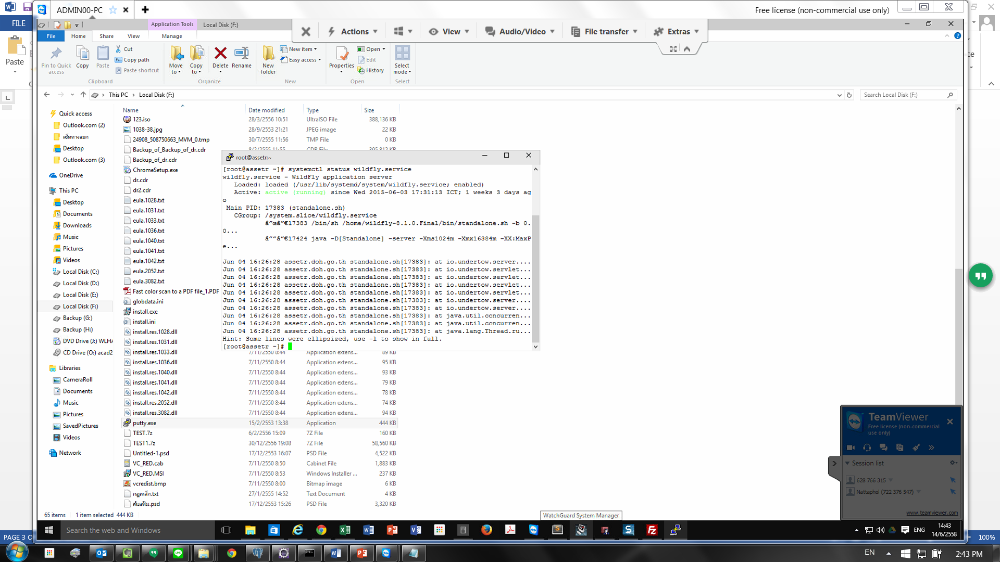 ADMIN00-PC
Free license (non-commercial use only)
FILE
Application Tools
Local Disk (F:)
Actions
View
Audio/Video
File transfer
Extras
File
Home
Share
View
Manage
Paste
Pin to Quick access
Copy
Paste
Cut
Copy path
Paste shortcut
Move to
Copy to
Delete
Rename
New folder
New item
Easy access
Properties
Open
Edit
History
Select mode
Clipboard
Organize
New
Open
Select
This PC
Local Disk (F:)
Search Local Disk (F:)
Quick access
Outlook.com (2)
เช็คทางแยก
Desktop
Outlook.com (3)
OneDrive
This PC
Desktop
Documents
Downloads
Music
Pictures
Videos
Local Disk (C:)
Local Disk (D:)
Local Disk (E:)
Local Disk (F:)
Backup (G:)
Backup (H:)
DVD Drive (J:) WLHA
CD Drive (O:) acad2
Libraries
CameraRoll
Documents
Music
Pictures
SavedPictures
Videos
Network
Name Date modified Type Size
123.iso 28/3/2556 10:51 UltraISO File 388,136 KB
1038-38.jpg 28/9/2553 21:21 JPEG image 22 KB
24908_508750663_MVM_0.tmp 30/7/2555 11:56 TMP File 0 KB
Backup_of_Backup_of_dr.cdr
Backup_of_dr.cdr
ChromeSetup.exe
dr.cdr
dr2.cdr
eula.1028.txt
eula.1031.txt
eula.1033.txt
eula.1036.txt
eula.1040.txt
eula.1041.txt
eula.1042.txt
eula.2052.txt
eula.3082.txt
Fast color scan to a PDF file_1.PDF
globdata.ini
install.exe
install.ini
install.res.1028.dll
install.res.1031.dll
install.res.1033.dll 7/11/2550 8:44 Application extens... 89 KB
install.res.1036.dll 7/11/2550 8:44 Application extens... 95 KB
install.res.1040.dll 7/11/2550 8:44 Application extens... 93 KB
install.res.1041.dll 7/11/2550 8:44 Application extens... 79 KB
install.res.1042.dll 7/11/2550 8:44 Application extens... 78 KB
install.res.2052.dll 7/11/2550 8:44 Application extens... 74 KB
install.res.3082.dll 7/11/2550 8:44 Application extens... 94 KB
putty.exe 15/2/2553 13:38 Application 444 KB
TEST.7z 6/2/2556 15:09 7Z File 160 KB
TEST1.7z 30/12/2556 19:08 7Z File 58,560 KB
Untitled-1.psd 17/12/2553 16:07 PSD File 4,522 KB
VC_RED.cab 7/11/2550 8:50 Cabinet File 1,883 KB
VC_RED.MSI 7/11/2550 8:53 Windows Installer ... 237 KB
vcredist.bmp 7/11/2550 8:00 Bitmap image 6 KB
กฎเหล็ก.txt 27/1/2555 14:52 Text Document 4 KB
สันแฟ้ม.psd 17/12/2553 15:26 PSD File 3,320 KB
root@assetr:~
[root@assetr ~]# systemctl status wildfly.service
wildfly.service - WildFly application server
Loaded: loaded (/usr/lib/systemd/system/wildfly.service; enabled)
Active: active (running) since Wed 2015-06-03 17:31:13 ICT; 1 weeks 3 days ag
o
Main PID: 17383 (standalone.sh)
CGroup: /system.slice/wildfly.service
â”œâ”€17383 /bin/sh /home/wildfly-8.1.0.Final/bin/standalone.sh -b 0.
0...
â””â”€17424 java -D[Standalone] -server -Xms1024m -Xmx16384m -XX:MaxP
e...
Jun 04 16:26:28 assetr.doh.go.th standalone.sh[17383]: at io.undertow.server....
Jun 04 16:26:28 assetr.doh.go.th standalone.sh[17383]: at io.undertow.servlet...
Jun 04 16:26:28 assetr.doh.go.th standalone.sh[17383]: at io.undertow.servlet...
Jun 04 16:26:28 assetr.doh.go.th standalone.sh[17383]: at io.undertow.servlet...
Jun 04 16:26:28 assetr.doh.go.th standalone.sh[17383]: at io.undertow.servlet...
Jun 04 16:26:28 assetr.doh.go.th standalone.sh[17383]: at io.undertow.server....
Jun 04 16:26:28 assetr.doh.go.th standalone.sh[17383]: at io.undertow.server....
Jun 04 16:26:28 assetr.doh.go.th standalone.sh[17383]: at java.util.concurren...
Jun 04 16:26:28 assetr.doh.go.th standalone.sh[17383]: at java.util.concurren...
Jun 04 16:26:28 assetr.doh.go.th standalone.sh[17383]: at java.lang.Thread.ru...
Hint: Some lines were ellipsized, use -l to show in full.
[root@assetr ~]#
TeamViewer
Free license (non-commercial
use only)
Session list
628 766 315
Nattaphol (722 376 547)
www.teamviewer.com
65 items 1 item selected 444 KB
WatchGuard System Manager
Search the web and Windows
ENG
14:43
14/6/2558
PAGE 3 O
100%
EN
2:43 PM